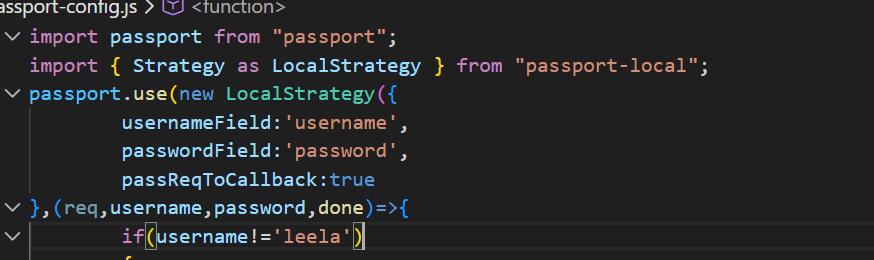 assport-config.js > <function>
import passport from "passport";
import { Strategy as LocalStrategy } from "passport-local";
passport.use(new LocalStrategy({
usernameField:'username',
passwordField:'password',
passReqToCallback:true
},(req,username,password,done)=>{
if(username!='leela')
{